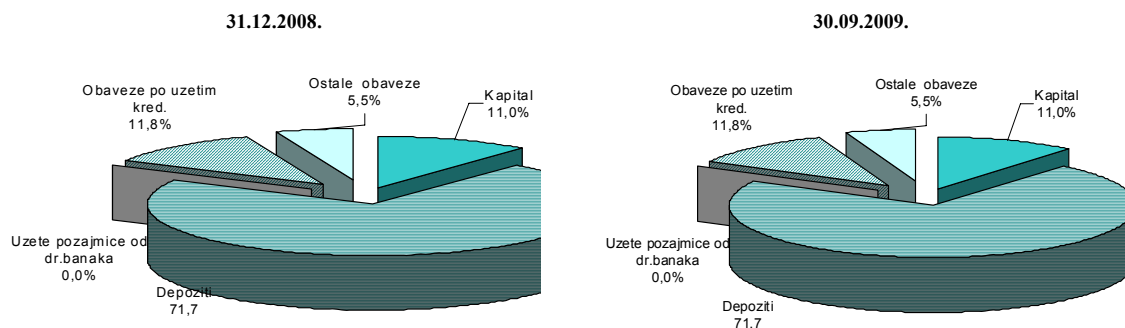 31.12.2008.
Ostale obaveze
5,5%
Obaveze po uzetim
kred.
11,8%
Kapital
11,0%
Uzete pozajmice od
dr.banaka
0,0%
Depoziti
71,7
30.09.2009.
Ostale obaveze
5,5%
Obaveze po uzetim
kred.
11,8%
Kapital
11,0%
Uzete pozajmice od
dr.banaka
0,0%
Depoziti
71,7